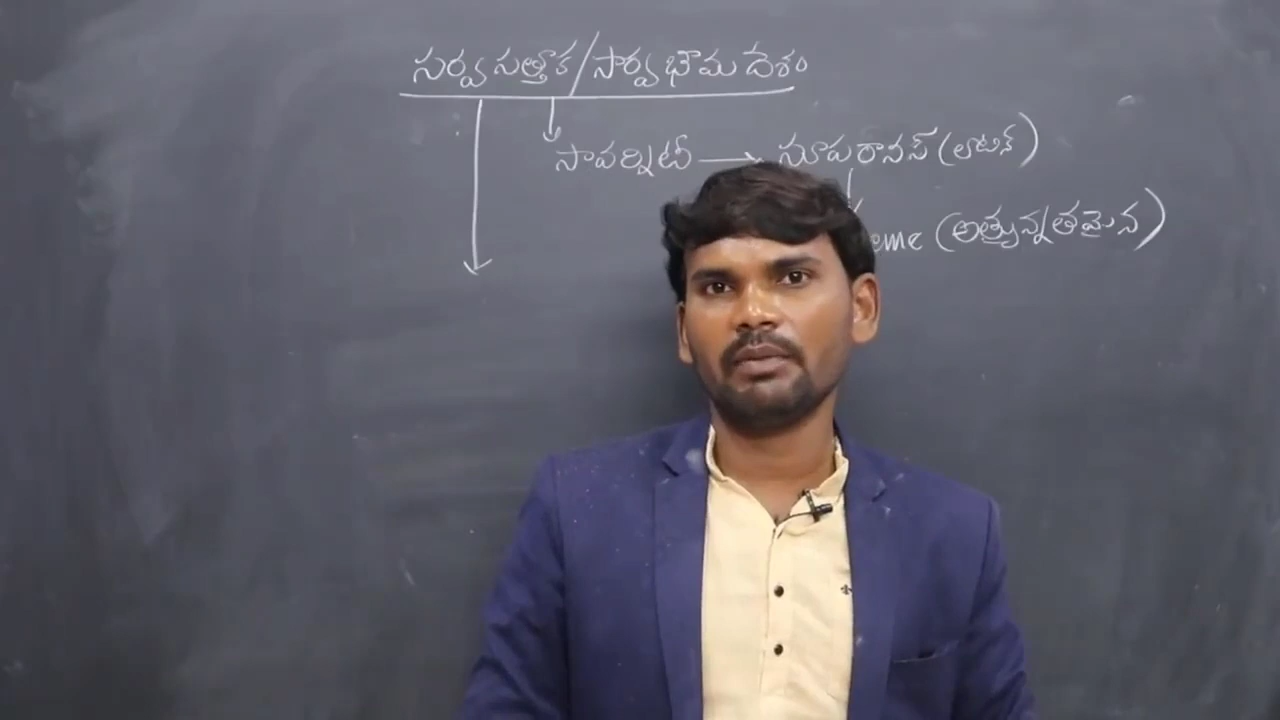 సర్వసత్తాక/సార్వభౌమ దేశం
సావర్నిటీ → సూపరానస్ (లాటిన్)
eme (అత్యున్నతమైన)